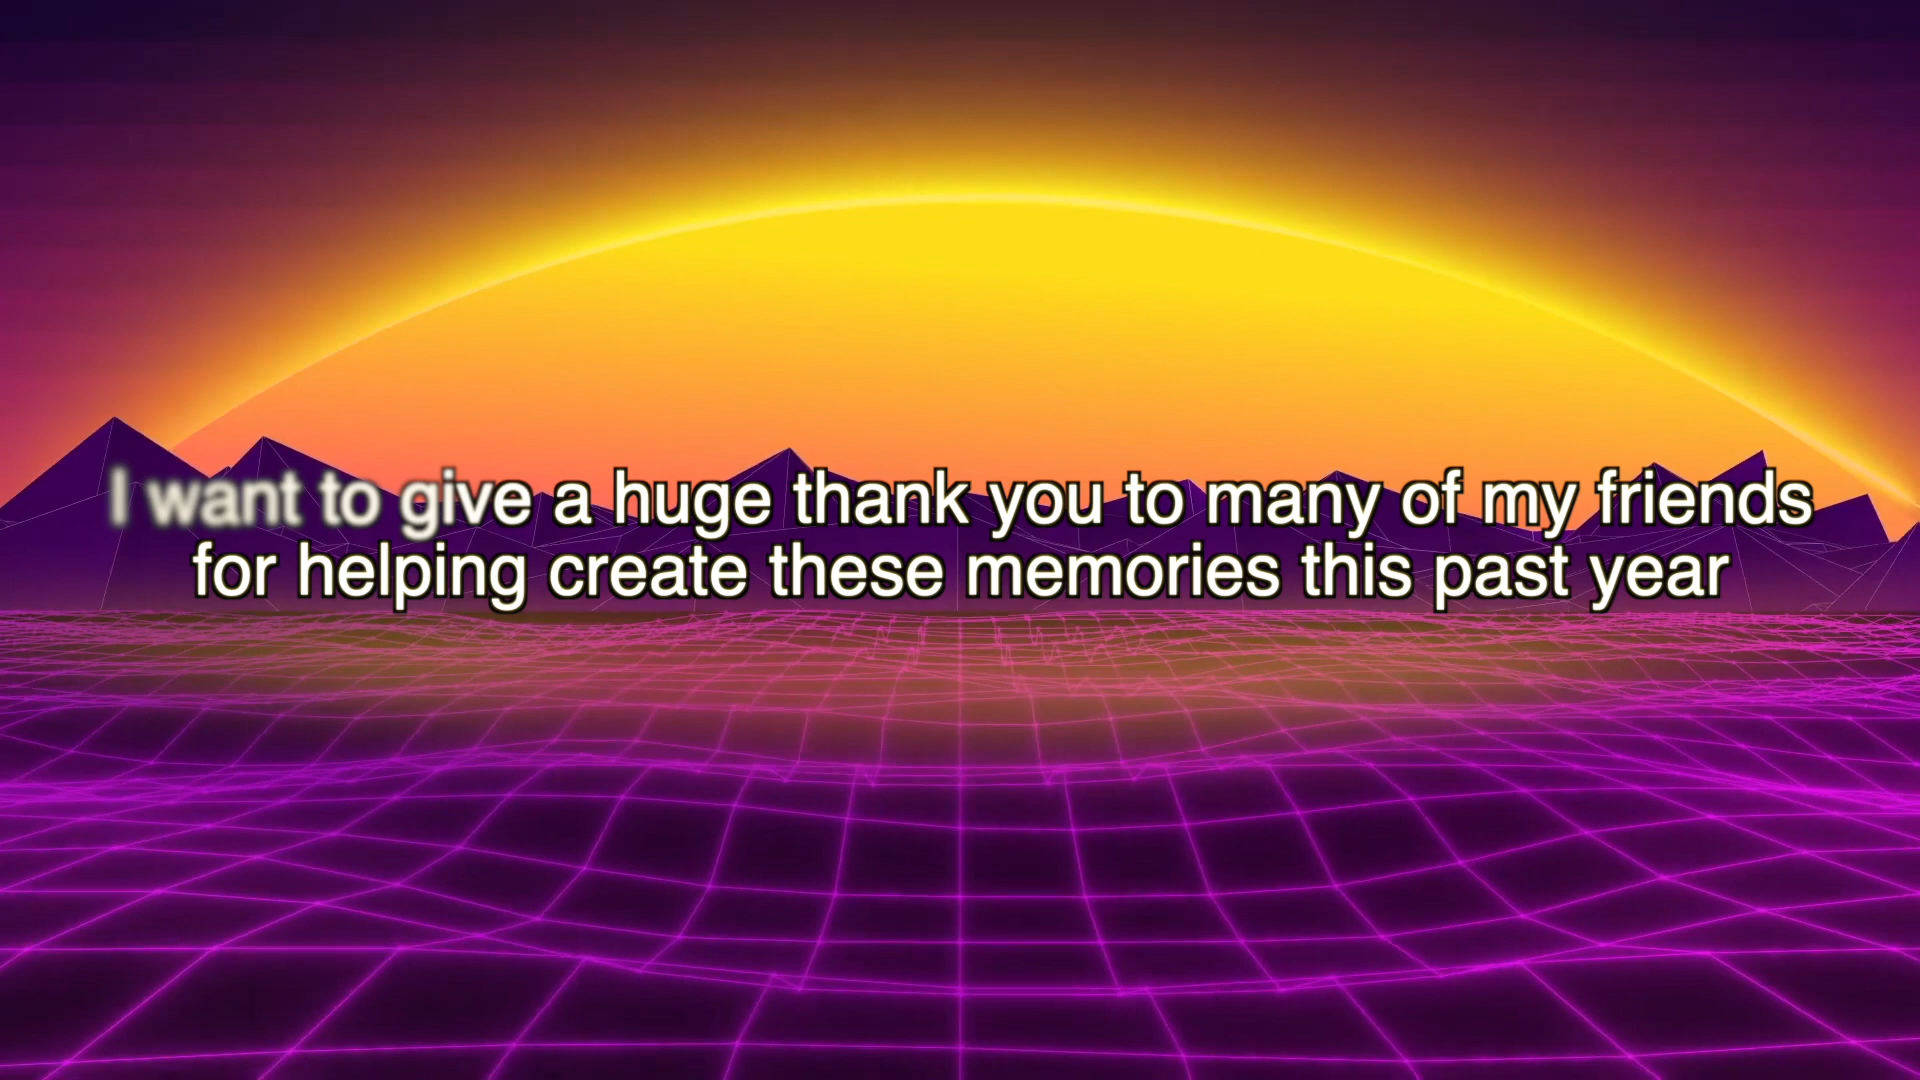 I want to give a huge thank you to many of my friends
for helping create these memories this past year